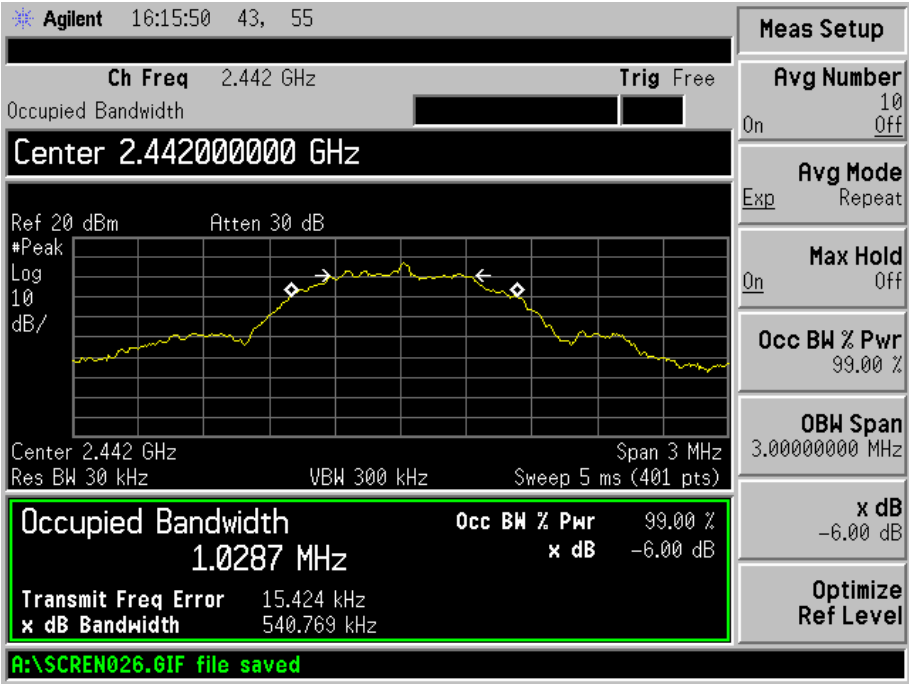 Agilent 16:15:50 43, 55
Ch Freq 2.442 GHz Trig Free
Occupied Bandwidth
Center 2.442000000 GHz
Ref 20 dBm Atten 30 dB
#Peak
Log
10
dB/
Center 2.442 GHz Span 3 MHz
Res BW 30 kHz VBW 300 kHz Sweep 5 ms (401 pts)
Occupied Bandwidth Occ BW % Pwr 99.00 %
1.0287 MHz x dB -6.00 dB
Transmit Freq Error 15.424 kHz
x dB Bandwidth 540.769 kHz
A:\SCREN026.GIF file saved
Meas Setup
Avg Number
10
On Off
Avg Mode
Exp Repeat
Max Hold
On Off
Occ BW % Pwr
99.00 %
OBW Span
3.00000000 MHz
x dB
-6.00 dB
Optimize
Ref Level